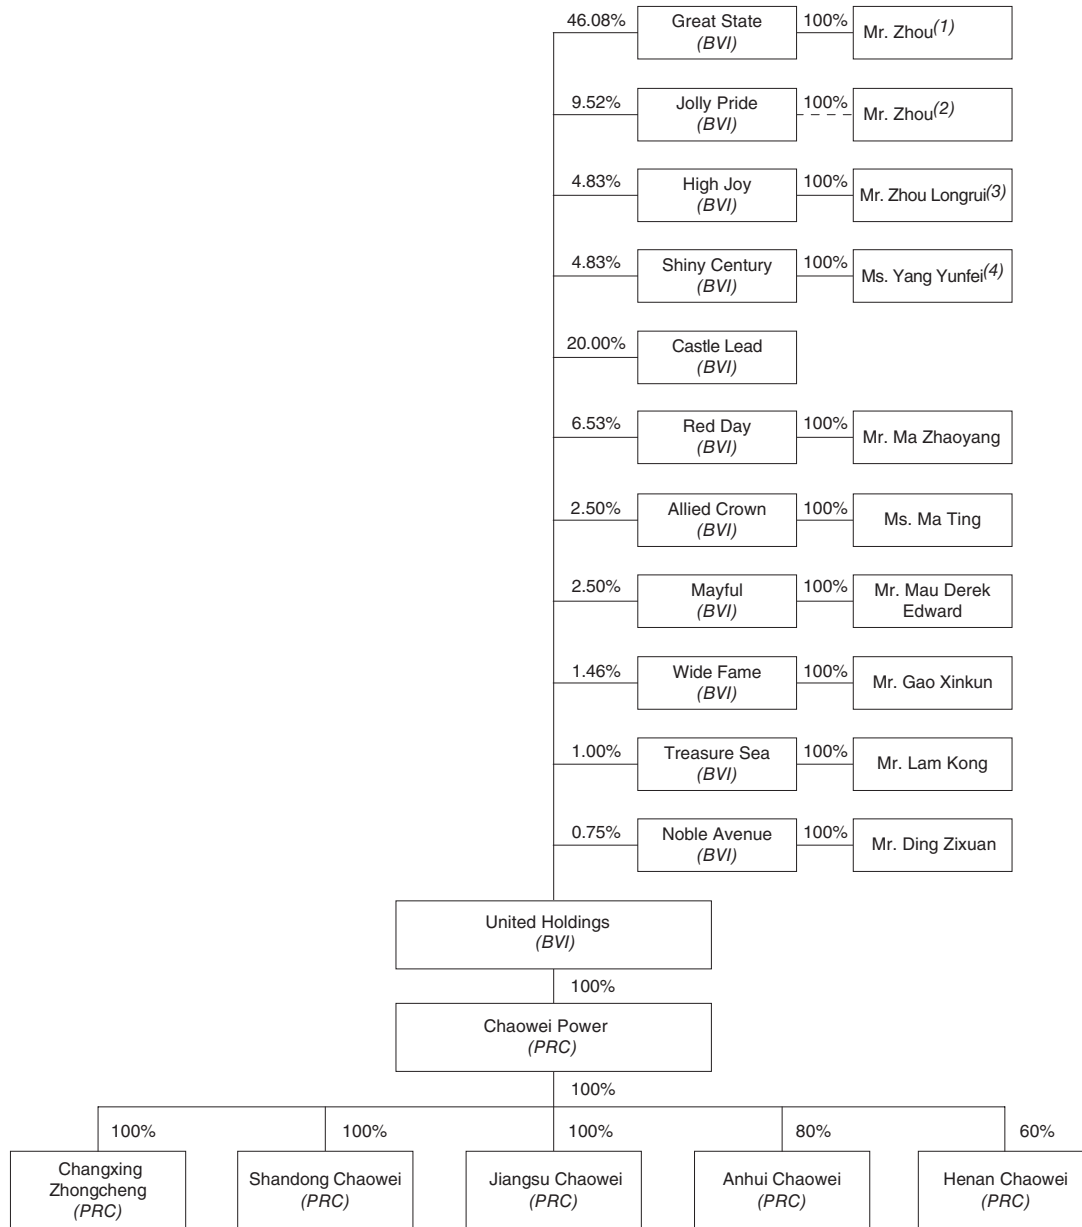 46.08%
Great State
(BVI)
100%
Mr. Zhou(1)
9.52%
Jolly Pride
(BVI)
100%
Mr. Zhou(2)
4.83%
High Joy
(BVI)
100%
Mr. Zhou Longrui(3)
4.83%
Shiny Century
(BVI)
100%
Ms. Yang Yunfei(4)
20.00%
Castle Lead
(BVI)
6.53%
Red Day
(BVI)
100%
Mr. Ma Zhaoyang
2.50%
Allied Crown
(BVI)
100%
Ms. Ma Ting
2.50%
Mayful
(BVI)
100%
Mr. Mau Derek
Edward
1.46%
Wide Fame
(BVI)
100%
Mr. Gao Xinkun
1.00%
Treasure Sea
(BVI)
100%
Mr. Lam Kong
0.75%
Noble Avenue
(BVI)
100%
Mr. Ding Zixuan
United Holdings
(BVI)
100%
Chaowei Power
(PRC)
100%
100%
Changxing
Zhongcheng
(PRC)
100%
Shandong Chaowei
(PRC)
100%
Jiangsu Chaowei
(PRC)
80%
Anhui Chaowei
(PRC)
60%
Henan Chaowei
(PRC)